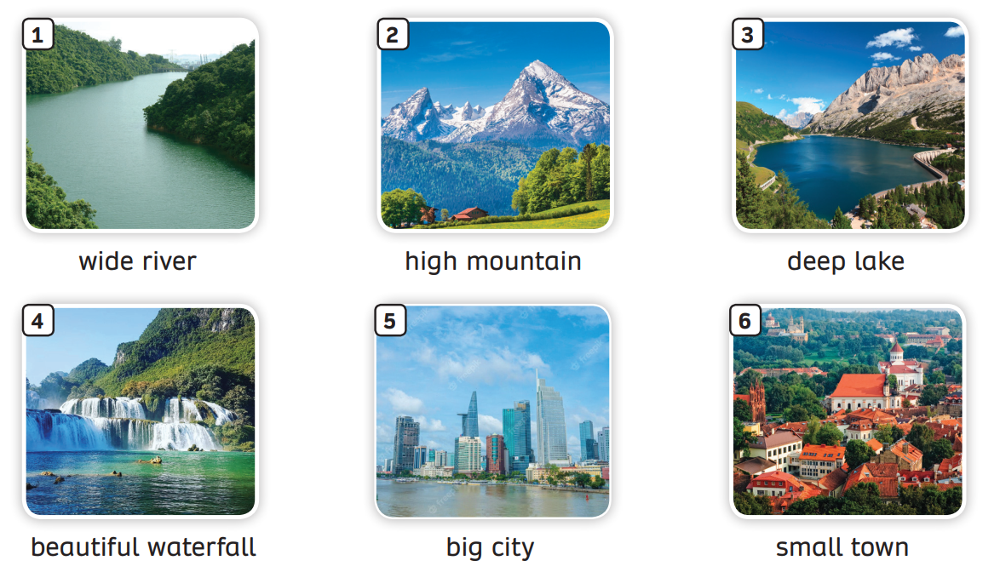 1
2
3
wide river
high mountain
deep lake
4
5
6
beautiful waterfall
big city
small town